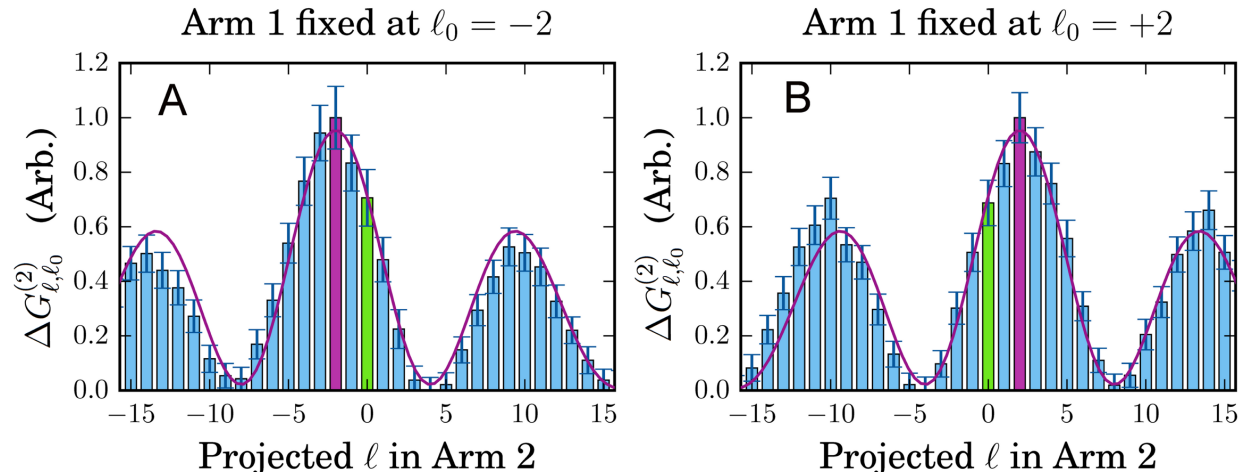 Arm 1 fixed at ℓ₀ = −2
A
ΔG⁽²⁾ℓ,ℓ₀ (Arb.)
1.2
1.0
0.8
0.6
0.4
0.2
0.0
−15 −10 −5 0 5 10 15
Projected ℓ in Arm 2
Arm 1 fixed at ℓ₀ = +2
B
ΔG⁽²⁾ℓ,ℓ₀ (Arb.)
1.2
1.0
0.8
0.6
0.4
0.2
0.0
−15 −10 −5 0 5 10 15
Projected ℓ in Arm 2